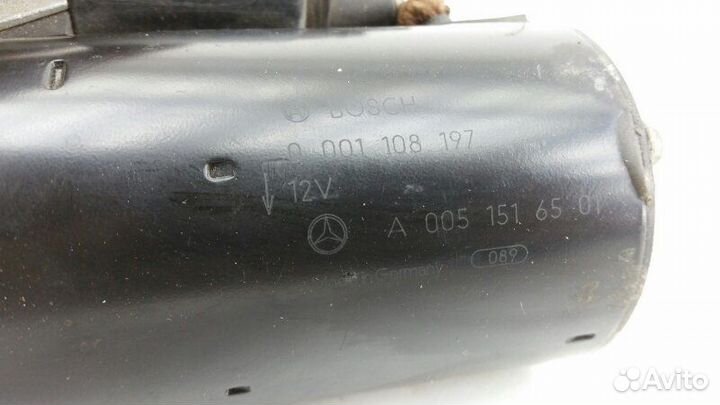 BOSCH
0 001 108 197
12V
A 005 151 65 01
Germany 089
Avito